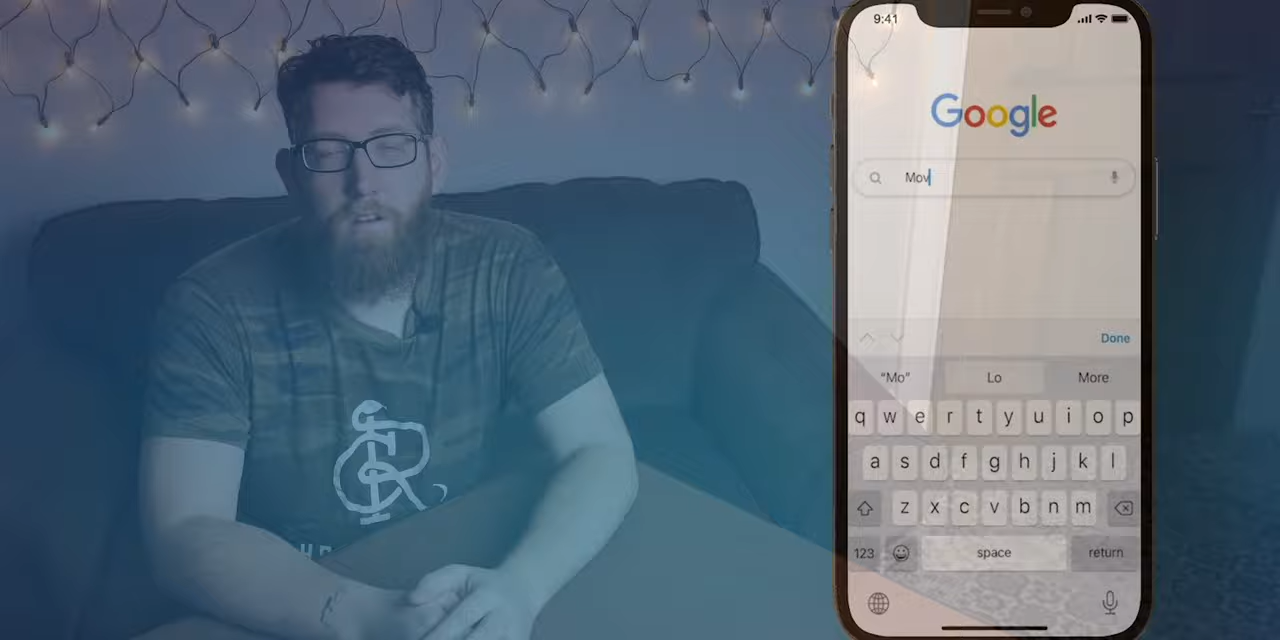 9:41
Google
Mov
Done
“Mo”
Lo
More
q w e r t y u i o p
a s d f g h j k l
z x c v b n m
123
space
return